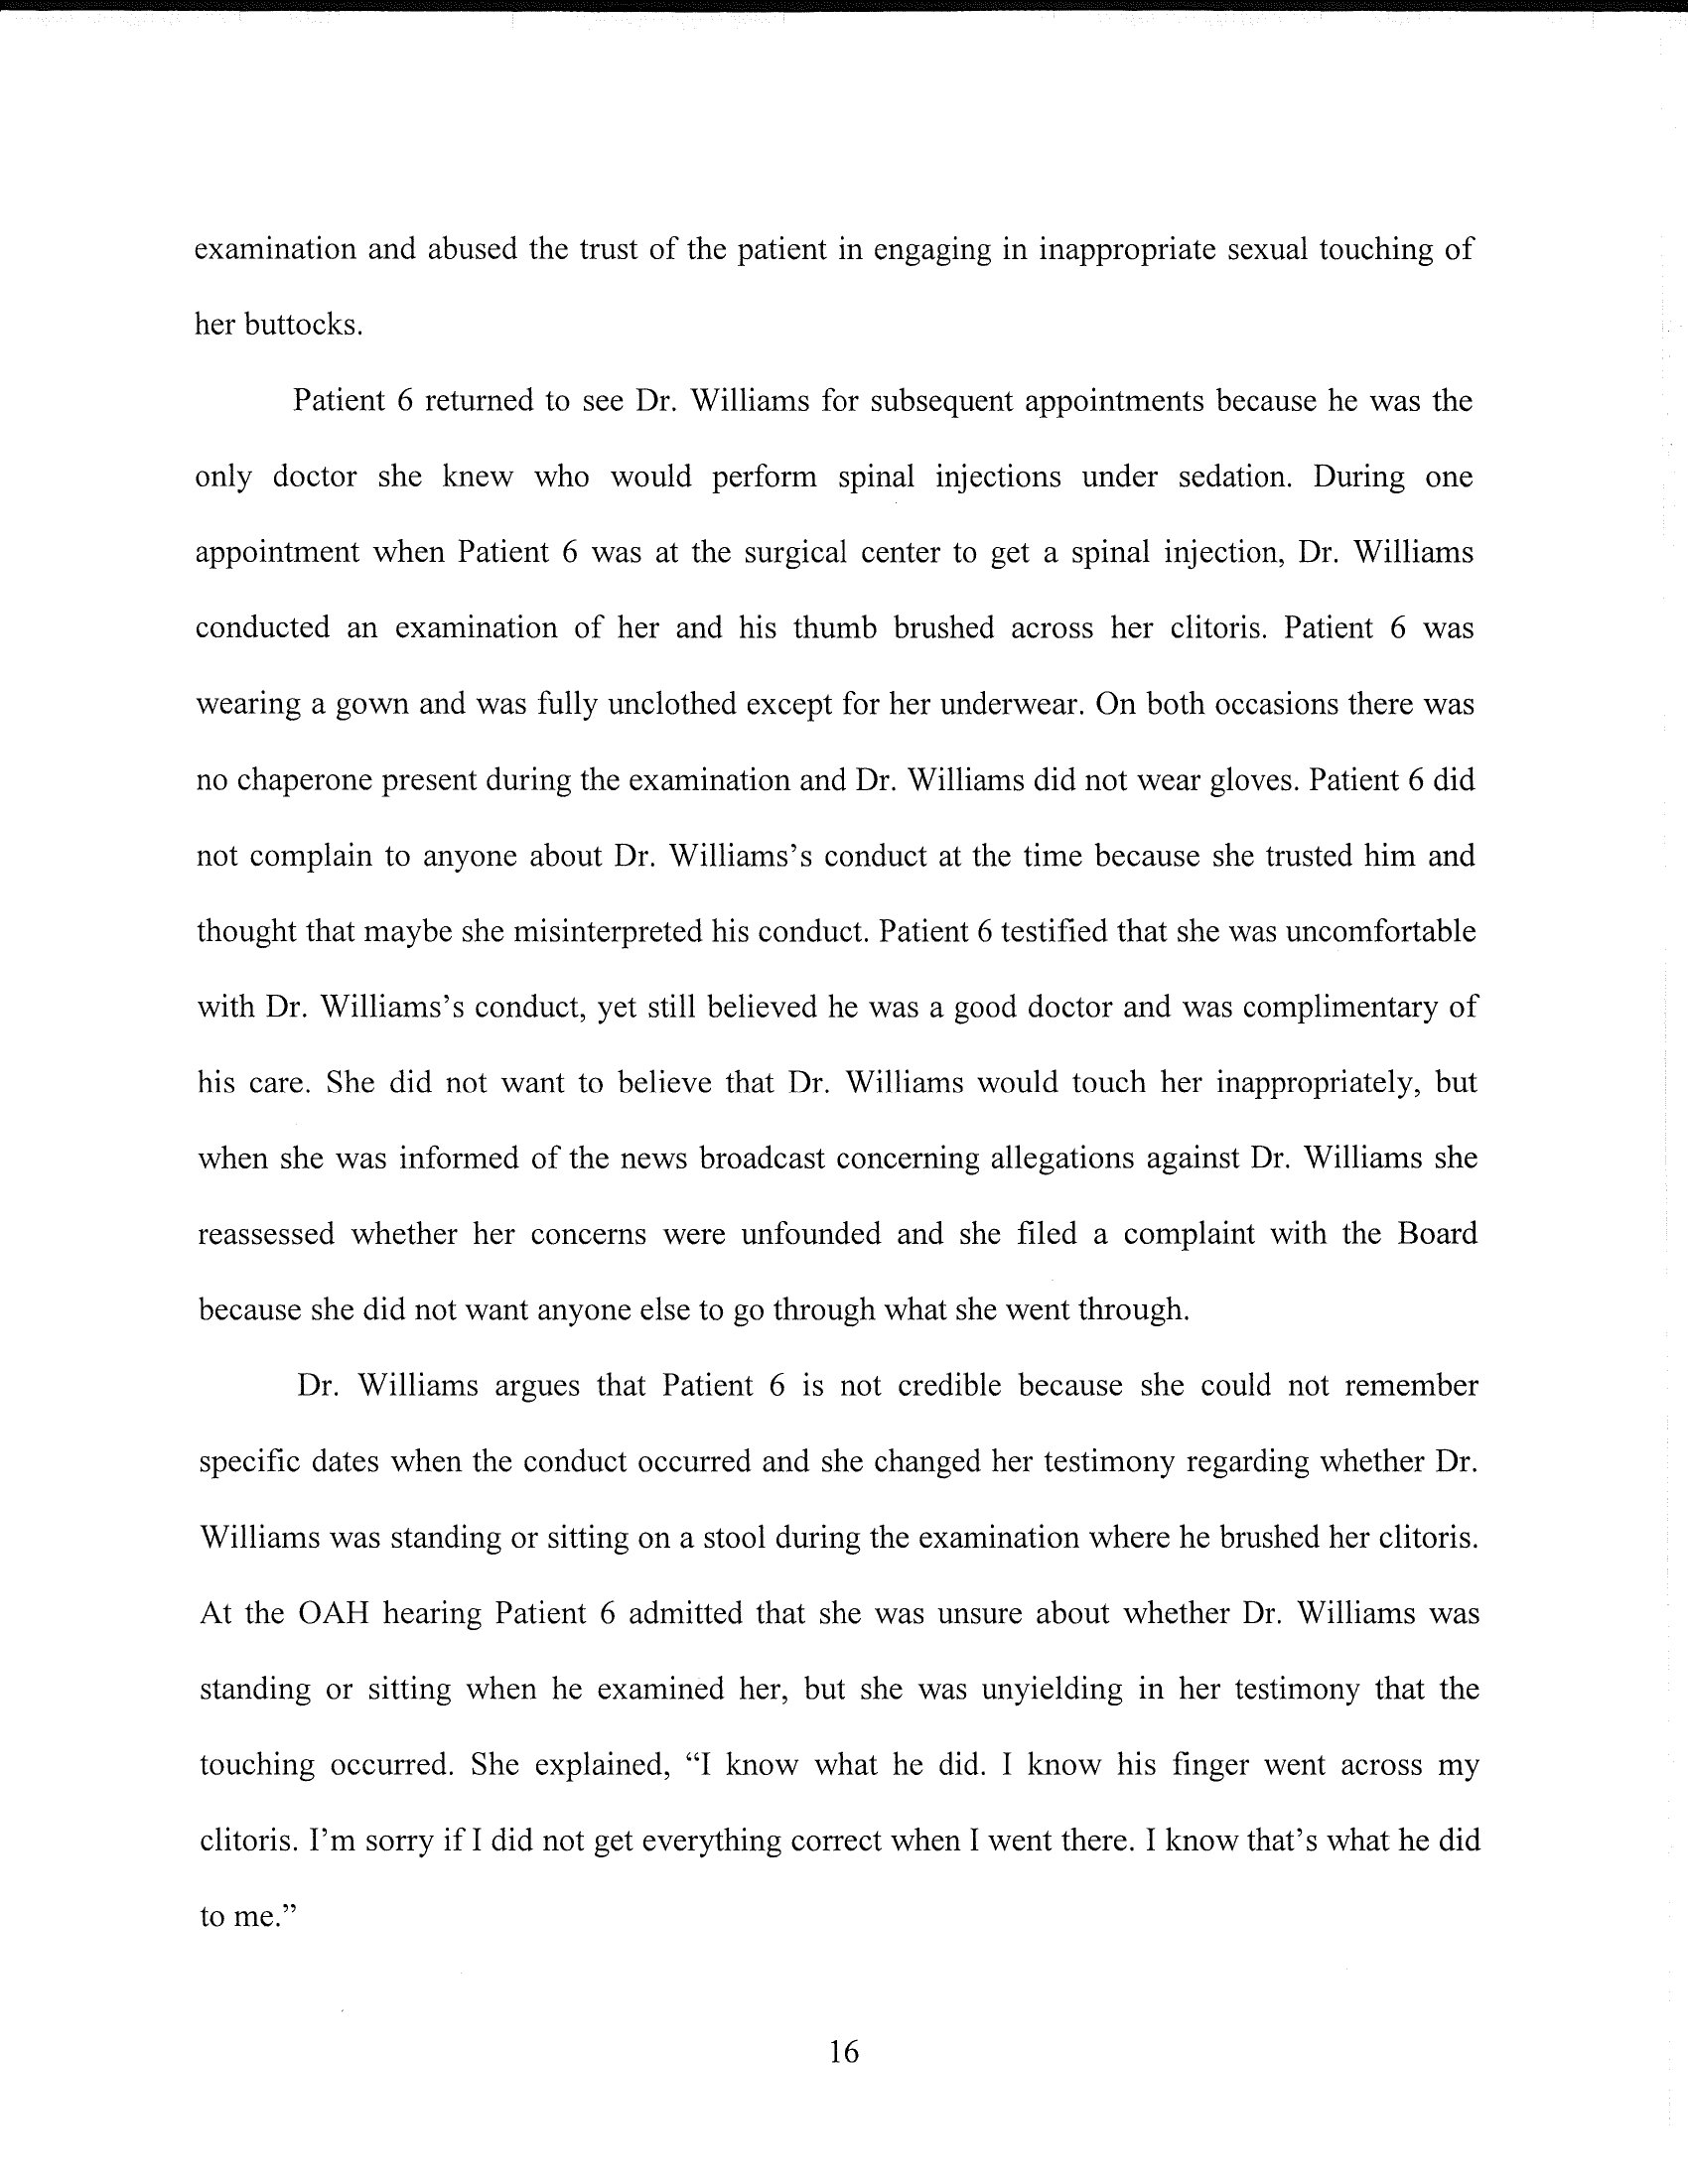 examination and abused the trust of the patient in engaging in inappropriate sexual touching of
her buttocks.
Patient 6 returned to see Dr. Williams for subsequent appointments because he was the
only doctor she knew who would perform spinal injections under sedation. During one
appointment when Patient 6 was at the surgical center to get a spinal injection, Dr. Williams
conducted an examination of her and his thumb brushed across her clitoris. Patient 6 was
wearing a gown and was fully unclothed except for her underwear. On both occasions there was
no chaperone present during the examination and Dr. Williams did not wear gloves. Patient 6 did
not complain to anyone about Dr. Williams’s conduct at the time because she trusted him and
thought that maybe she misinterpreted his conduct. Patient 6 testified that she was uncomfortable
with Dr. Williams’s conduct, yet still believed he was a good doctor and was complimentary of
his care. She did not want to believe that Dr. Williams would touch her inappropriately, but
when she was informed of the news broadcast concerning allegations against Dr. Williams she
reassessed whether her concerns were unfounded and she filed a complaint with the Board
because she did not want anyone else to go through what she went through.
Dr. Williams argues that Patient 6 is not credible because she could not remember
specific dates when the conduct occurred and she changed her testimony regarding whether Dr.
Williams was standing or sitting on a stool during the examination where he brushed her clitoris.
At the OAH hearing Patient 6 admitted that she was unsure about whether Dr. Williams was
standing or sitting when he examined her, but she was unyielding in her testimony that the
touching occurred. She explained, “I know what he did. I know his finger went across my
clitoris. I’m sorry if I did not get everything correct when I went there. I know that’s what he did
to me.”
16